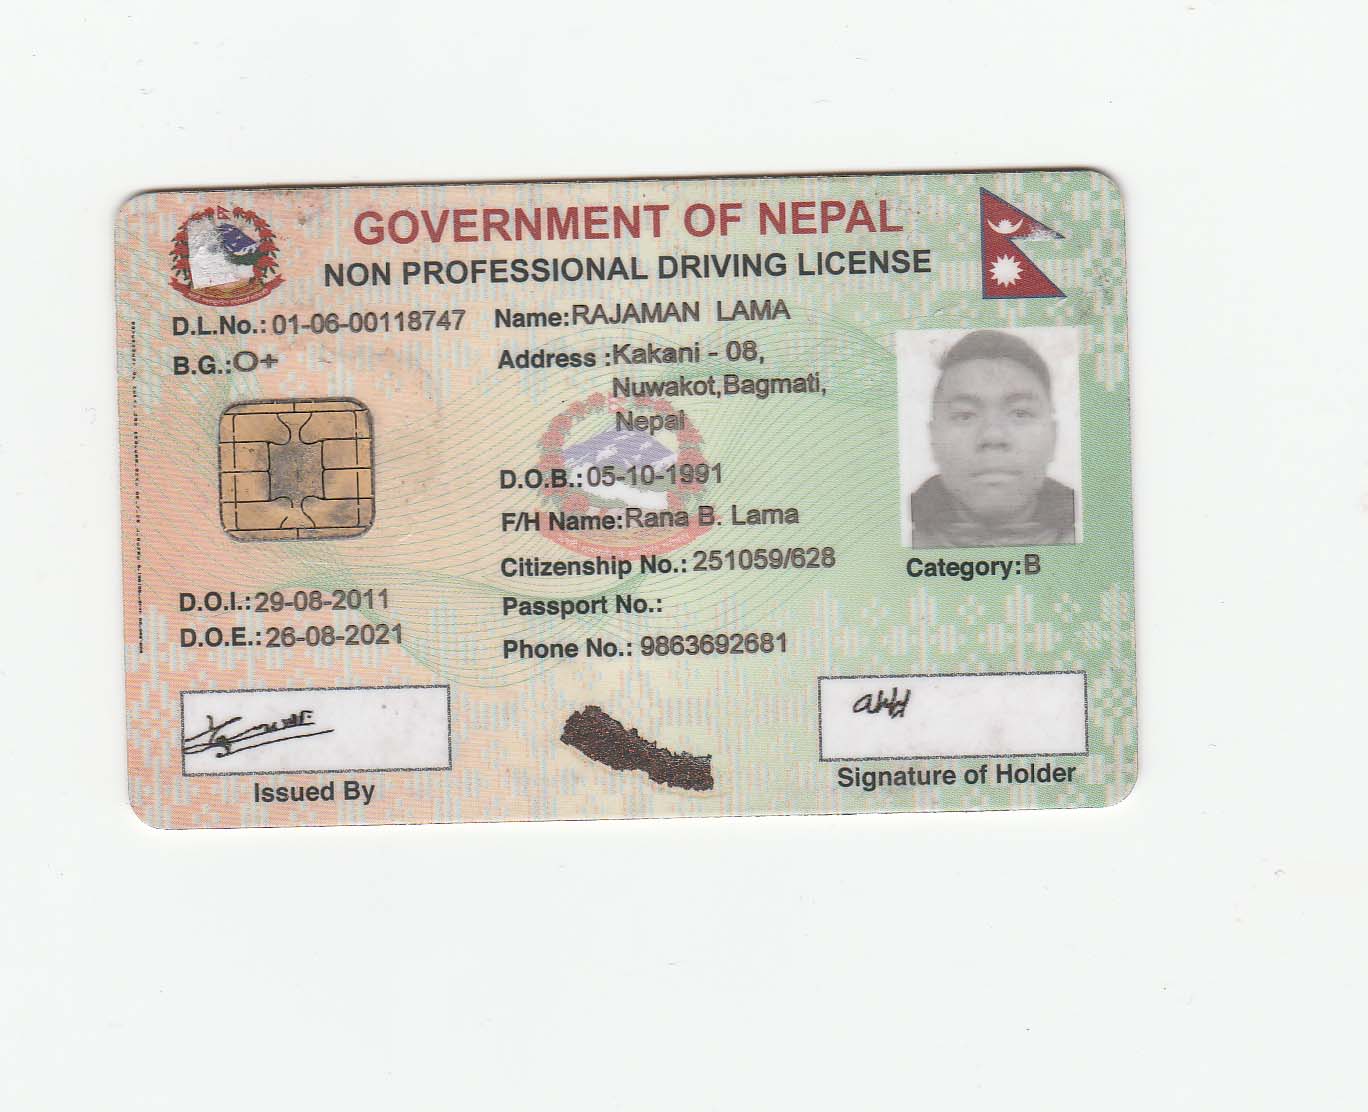 GOVERNMENT OF NEPAL
NON PROFESSIONAL DRIVING LICENSE
D.L.No.: 01-06-00118747
B.G.:O+
Name:RAJAMAN LAMA
Address :Kakani - 08,
Nuwakot,Bagmati,
Nepal
D.O.B.:05-10-1991
F/H Name:Rana B. Lama
Citizenship No.: 251059/628
Passport No.:
Phone No.: 9863692681
Category:B
D.O.I.:29-08-2011
D.O.E.:26-08-2021
Issued By
Signature of Holder